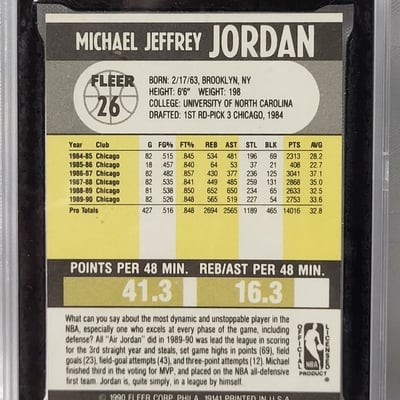 MICHAEL JEFFREY JORDAN
FLEER
26
BORN: 2/17/63, BROOKLYN, NY
HEIGHT: 6'6" WEIGHT: 198
COLLEGE: UNIVERSITY OF NORTH CAROLINA
DRAFTED: 1ST RD-PICK 3 CHICAGO, 1984
Year Club G FG% FT% REB AST STL BLK PTS AVG
1984-85 Chicago 82 .515 .845 534 481 196 69 2313 28.2
1985-86 Chicago 18 .457 .840 64 53 37 21 408 22.7
1986-87 Chicago 82 .482 .857 430 377 236 125 3041 37.1
1987-88 Chicago 82 .535 .841 449 485 259 131 2868 35.0
1988-89 Chicago 81 .538 .850 652 650 234 65 2633 32.5
1989-90 Chicago 82 .526 .848 565 519 227 54 2753 33.6
Pro Totals 427 .516 .848 2694 2565 1189 465 14016 32.8
POINTS PER 48 MIN. REB/AST PER 48 MIN.
41.3 16.3
What can you say about the most dynamic and unstoppable player in the
NBA, especially one who excels at every phase of the game, including
defense? All "Air Jordan" did in 1989-90 was lead the league in scoring
for the 3rd straight year and steals, set game highs in points (69), field
goals (23), field-goal attempts (43), and three-point attempts (12). Michael
finished third in the voting for MVP, and placed on the NBA all-de-
fensive first team. Jordan is, quite simply, in a league by himself.
OFFICIAL LICENSED
NBA
PRODUCT
© 1990 FLEER CORP., PHILA., 19141 PRINTED IN U.S.A.